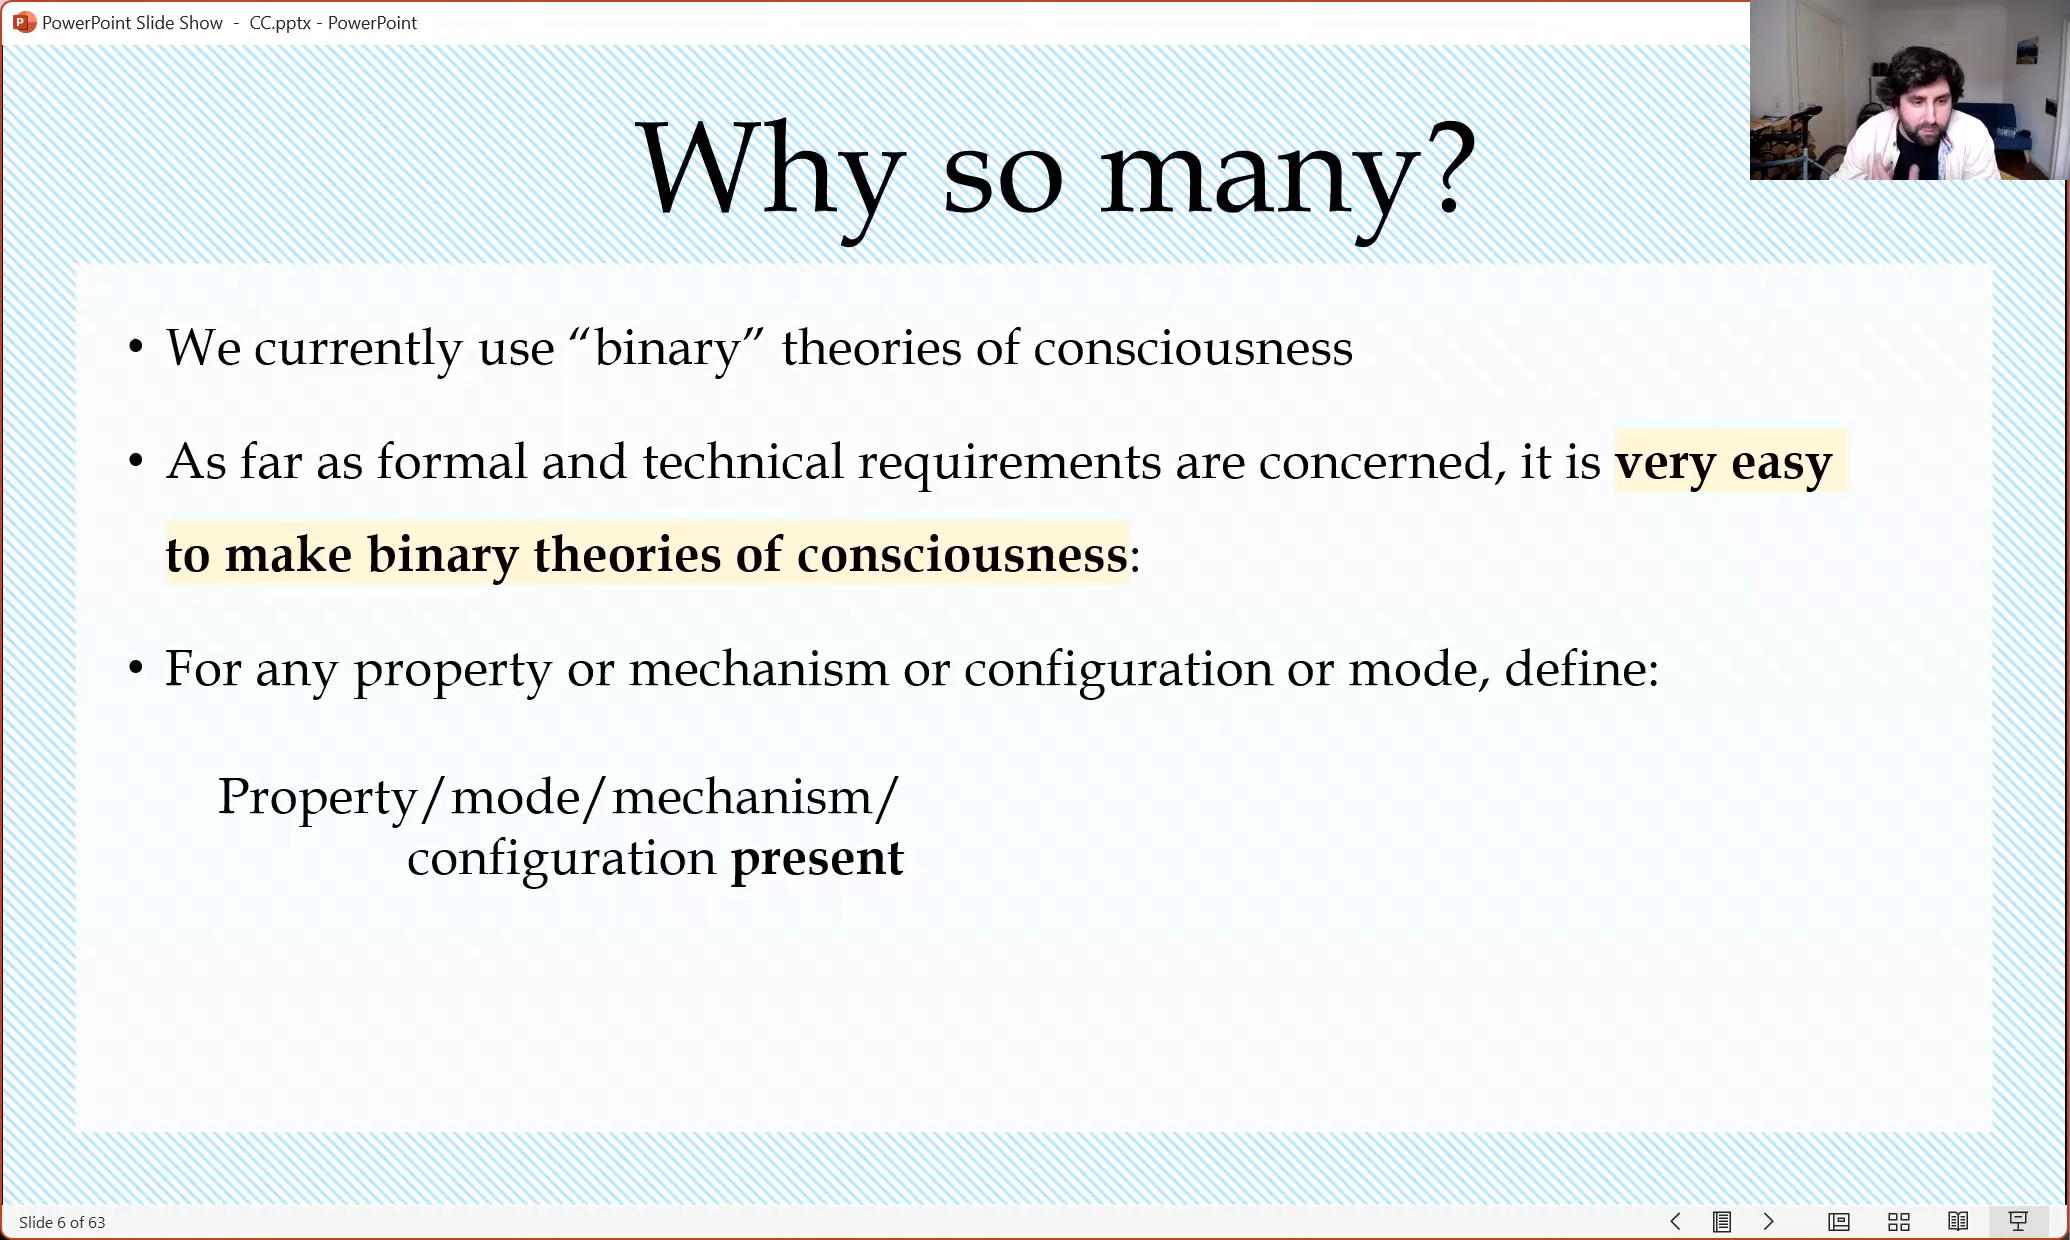 PowerPoint Slide Show - CC.pptx - PowerPoint
Why so many?
• We currently use “binary” theories of consciousness
• As far as formal and technical requirements are concerned, it is very easy
to make binary theories of consciousness:
• For any property or mechanism or configuration or mode, define:
Property/mode/mechanism/
configuration present
Slide 6 of 63